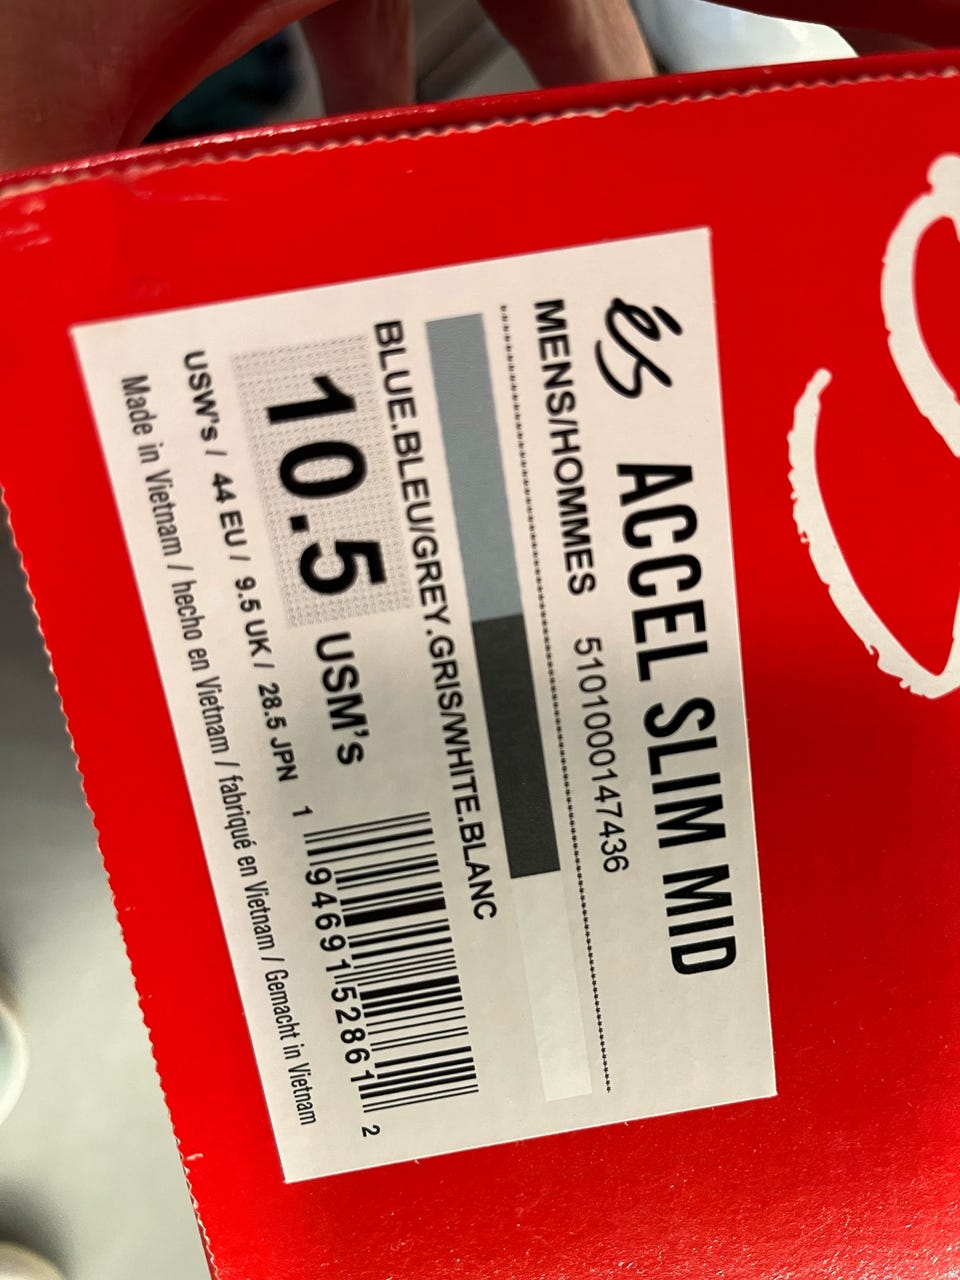 éS ACCEL SLIM MID
MENS/HOMMES 5101000147436
BLUE.BLEU/GREY.GRIS/WHITE.BLANC
10.5 USM's
USW's / 44 EU / 9.5 UK / 28.5 JPN
Made in Vietnam / hecho en Vietnam / fabriqué en Vietnam / Gemacht in Vietnam
1 94691 52861 2